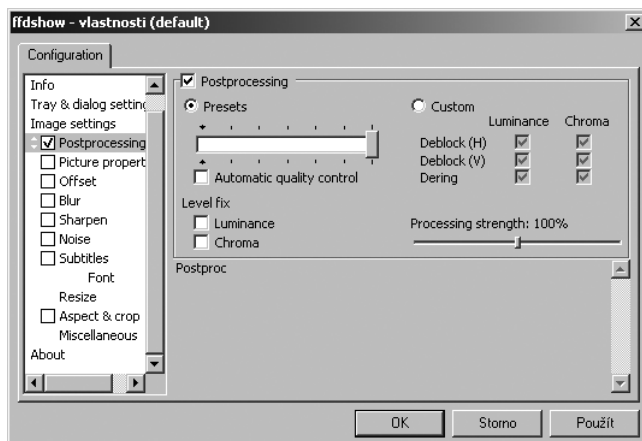 ffdshow - vlastnosti (default)
Configuration
Info
Tray & dialog setting
Image settings
Postprocessing
Picture propert
Offset
Blur
Sharpen
Noise
Subtitles
Font
Resize
Aspect & crop
Miscellaneous
About
Postprocessing
Presets
Automatic quality control
Level fix
Luminance
Chroma
Custom
Luminance Chroma
Deblock (H)
Deblock (V)
Dering
Processing strength: 100%
Postproc
OK
Storno
Použít